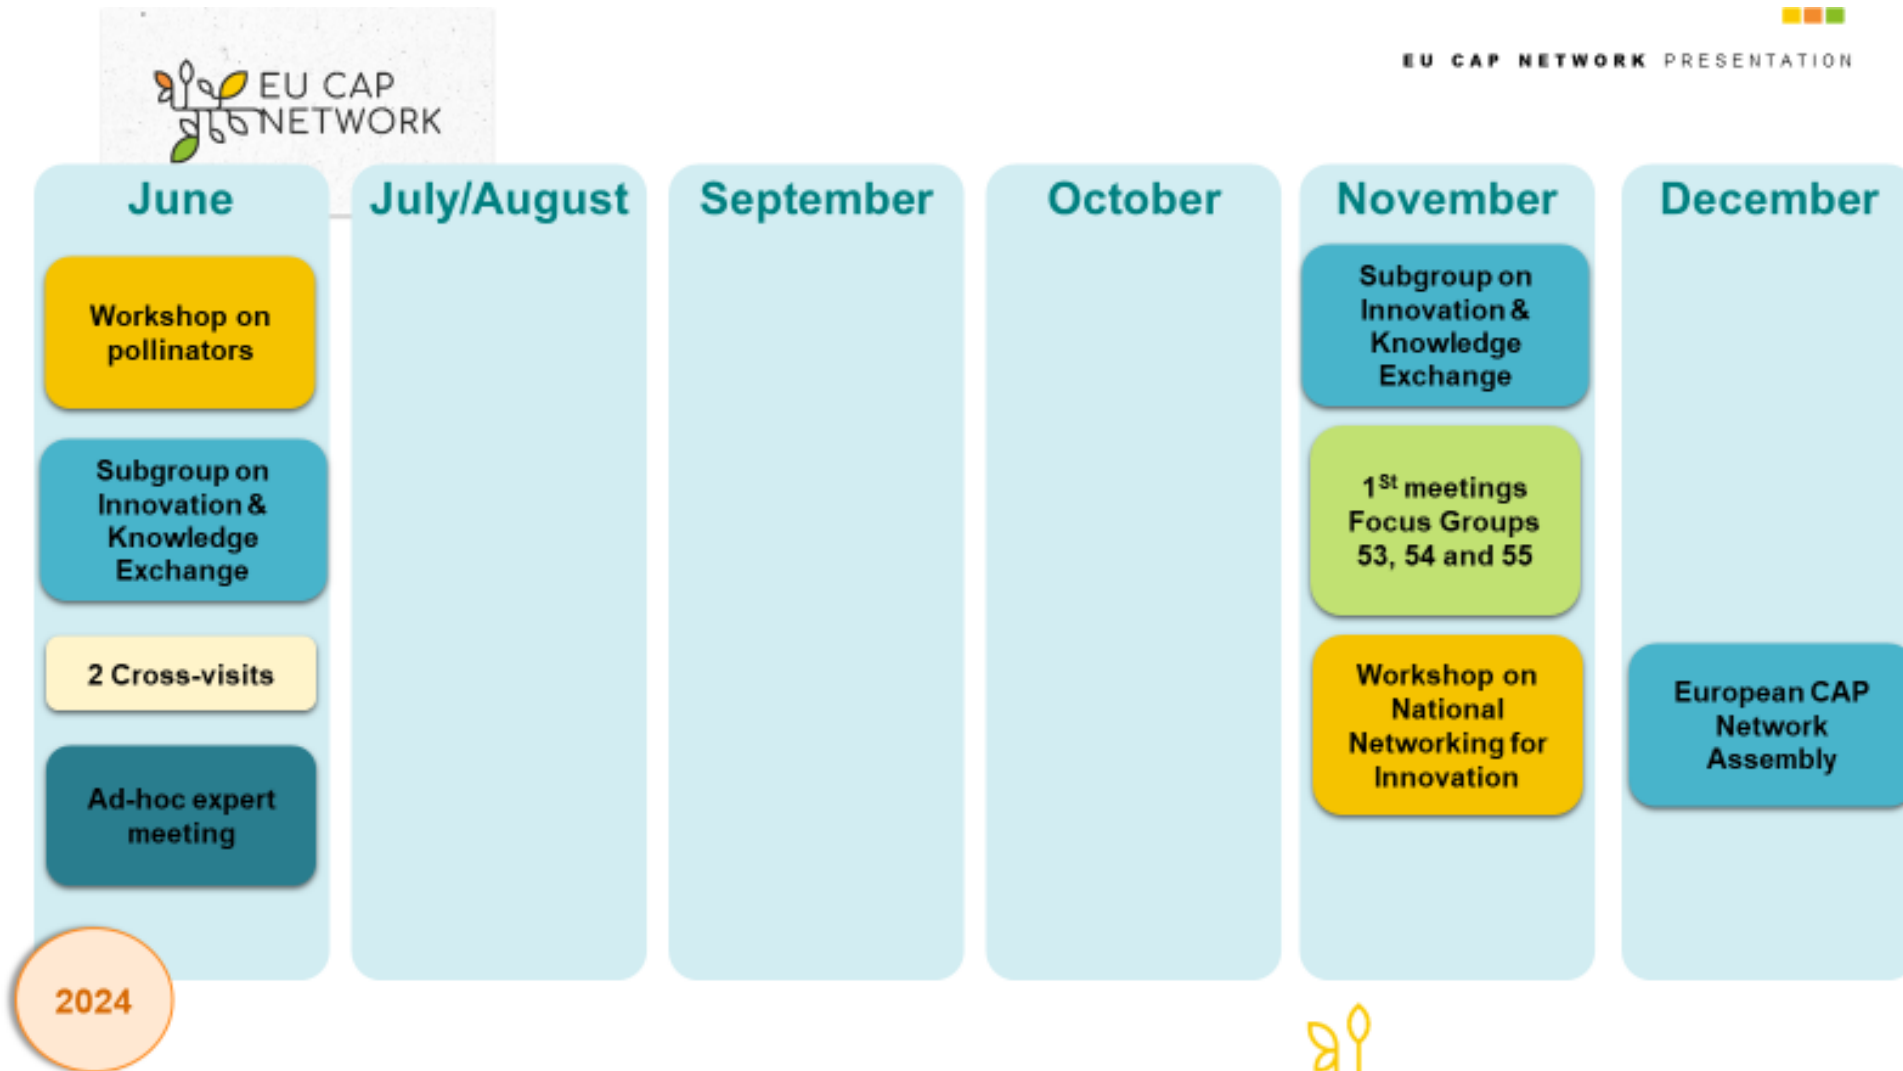 EU CAP
NETWORK
EU CAP NETWORK PRESENTATION
June
Workshop on
pollinators
Subgroup on
Innovation &
Knowledge
Exchange
2 Cross-visits
Ad-hoc expert
meeting
July/August
September
October
November
Subgroup on
Innovation &
Knowledge
Exchange
1St meetings
Focus Groups
53, 54 and 55
Workshop on
National
Networking for
Innovation
December
European CAP
Network
Assembly
2024